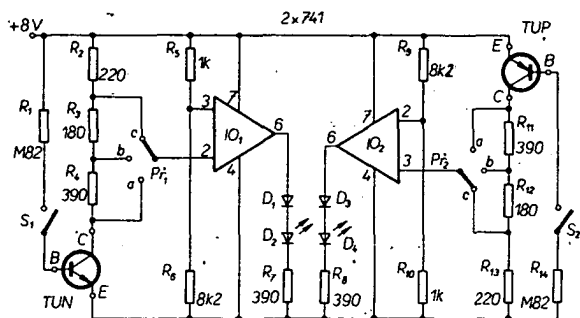 +8V
2×741
R1
M82
S1
B
C
E
TUN
R2
220
R3
180
R4
390
c
b
a
Př1
R5
1k
R6
8k2
3
2
7
4
6
IO1
D1
D2
R7
390
D3
D4
R8
390
6
7
4
2
3
IO2
R9
8k2
R10
1k
Př2
a
b
c
TUP
E
B
C
R11
390
R12
180
R13
220
R14
M82
S2